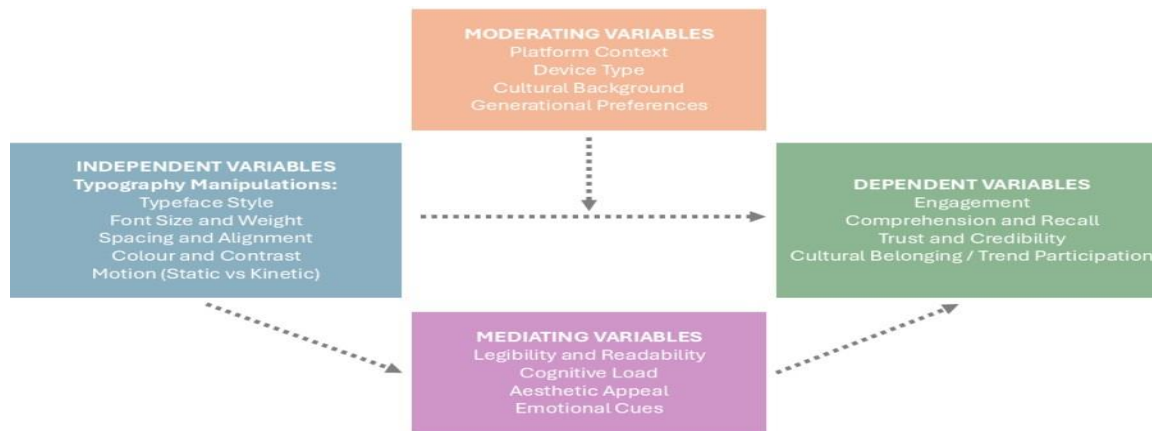 MODERATING VARIABLES
Platform Context
Device Type
Cultural Background
Generational Preferences
INDEPENDENT VARIABLES
Typography Manipulations:
Typeface Style
Font Size and Weight
Spacing and Alignment
Colour and Contrast
Motion (Static vs Kinetic)
DEPENDENT VARIABLES
Engagement
Comprehension and Recall
Trust and Credibility
Cultural Belonging / Trend Participation
MEDIATING VARIABLES
Legibility and Readability
Cognitive Load
Aesthetic Appeal
Emotional Cues